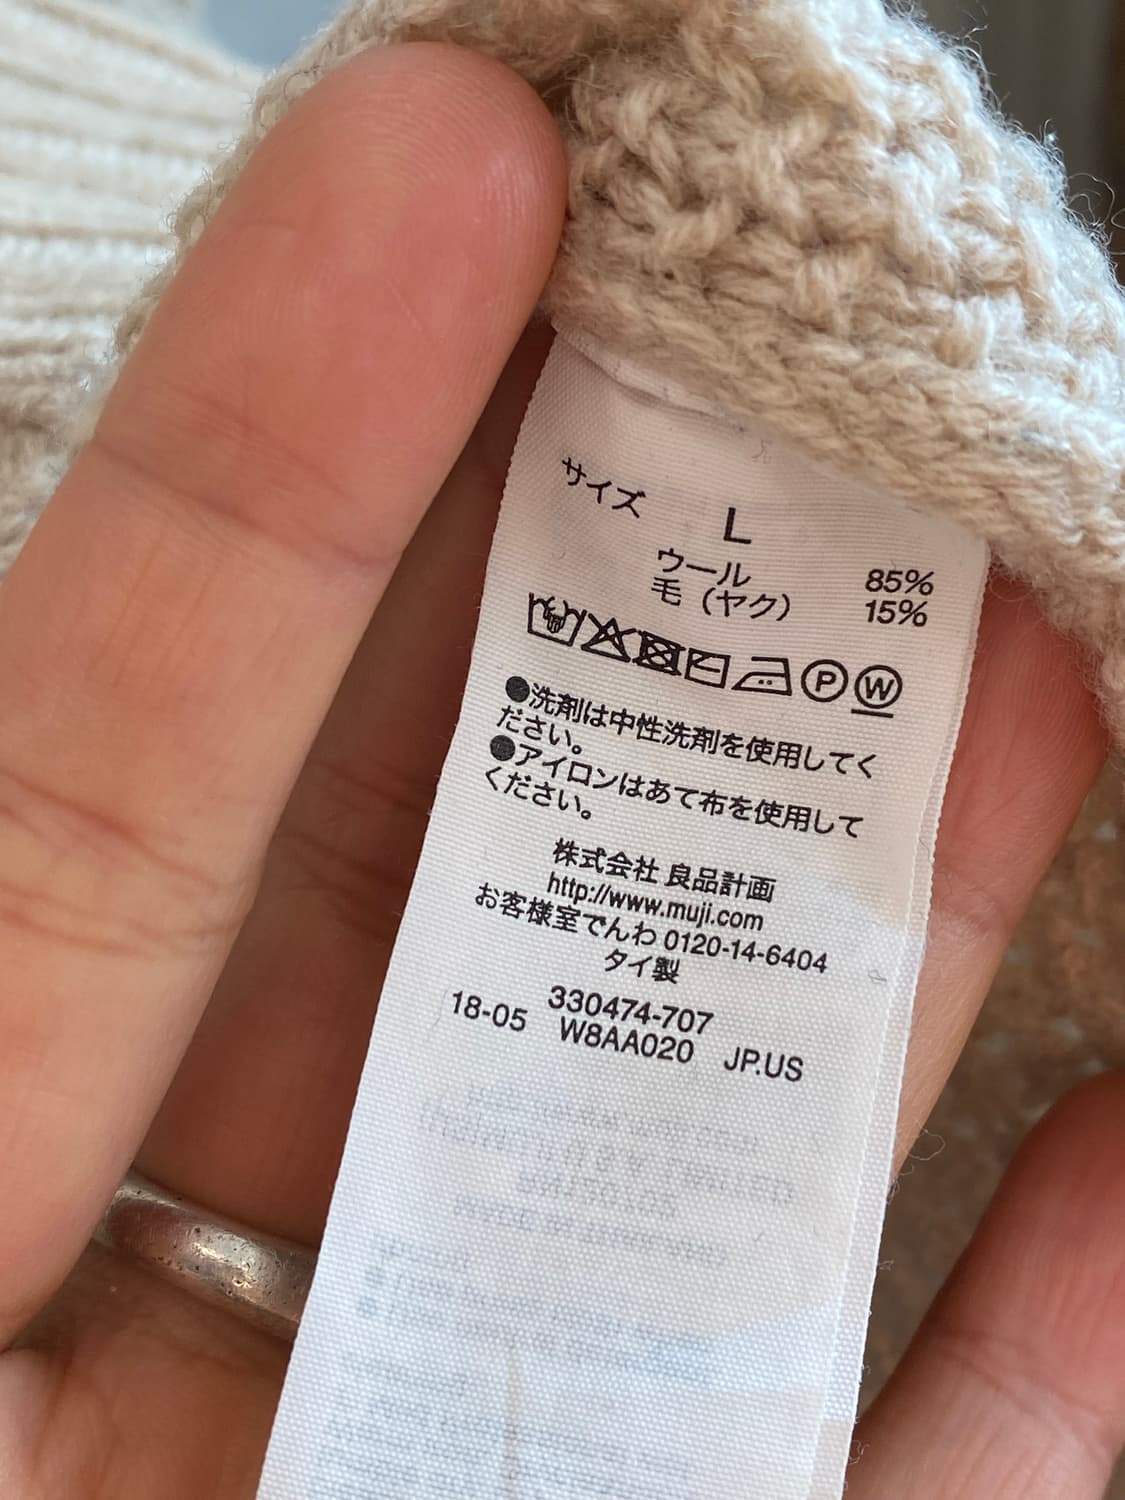 サイズ L
ウール 85%
毛（ヤク） 15%
P W
●洗剤は中性洗剤を使用してく
ださい。
●アイロンはあて布を使用して
ください。
株式会社 良品計画
http://www.muji.com
お客様室でんわ 0120-14-6404
タイ製
330474-707
18-05 W8AA020 JP.US